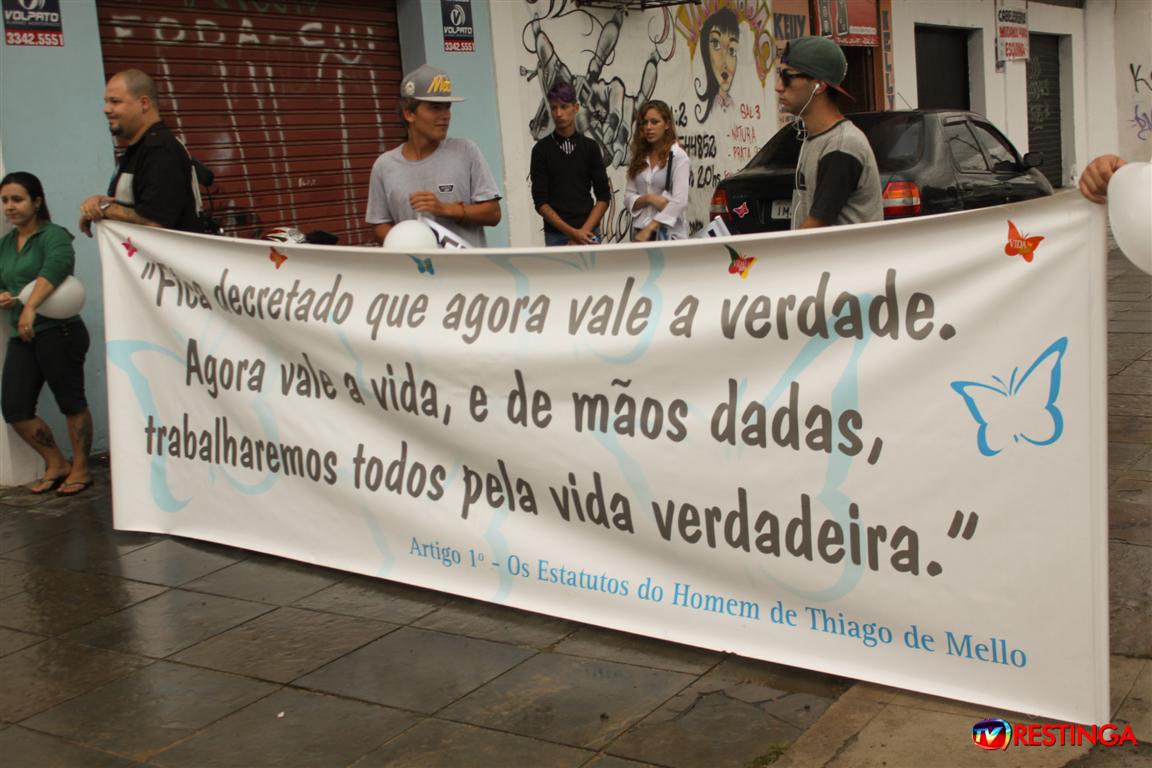 VOLPATO
3342.5551
VOLPATO
3342.5551
KELLY
"Fica decretado que agora vale a verdade.
Agora vale a vida, e de mãos dadas,
trabalharemos todos pela vida verdadeira."
Artigo 1º - Os Estatutos do Homem de Thiago de Mello
VIDA
TV RESTINGA